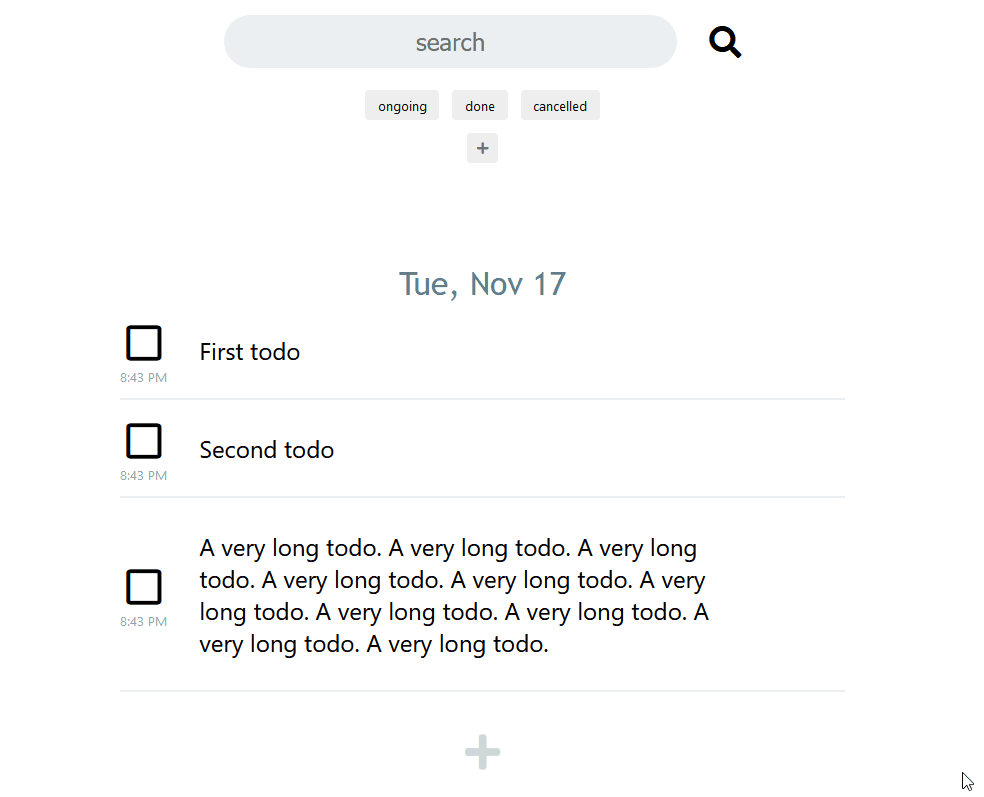 search
ongoing done cancelled
+
Tue, Nov 17
First todo
8:43 PM
Second todo
8:43 PM
A very long todo. A very long todo. A very long
todo. A very long todo. A very long todo. A very
long todo. A very long todo. A very long todo. A
very long todo. A very long todo.
8:43 PM
+